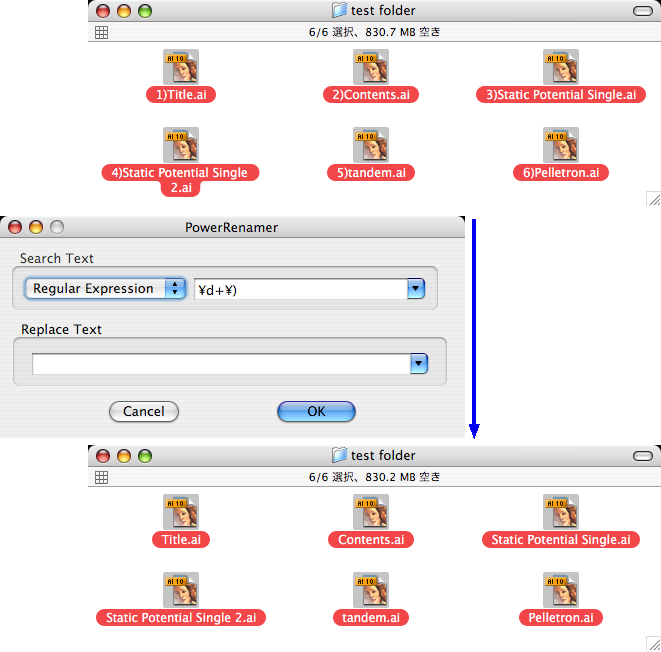 test folder
6/6 選択、830.7 MB 空き
AI 10 AI 10 AI 10
1)Title.ai 2)Contents.ai 3)Static Potential Single.ai
AI 10 AI 10 AI 10
4)Static Potential Single 5)tandem.ai 6)Pelletron.ai
2.ai
PowerRenamer
Search Text
Regular Expression ¥d+¥)
Replace Text
Cancel OK
test folder
6/6 選択、830.2 MB 空き
AI 10 AI 10 AI 10
Title.ai Contents.ai Static Potential Single.ai
AI 10 AI 10 AI 10
Static Potential Single 2.ai tandem.ai Pelletron.ai